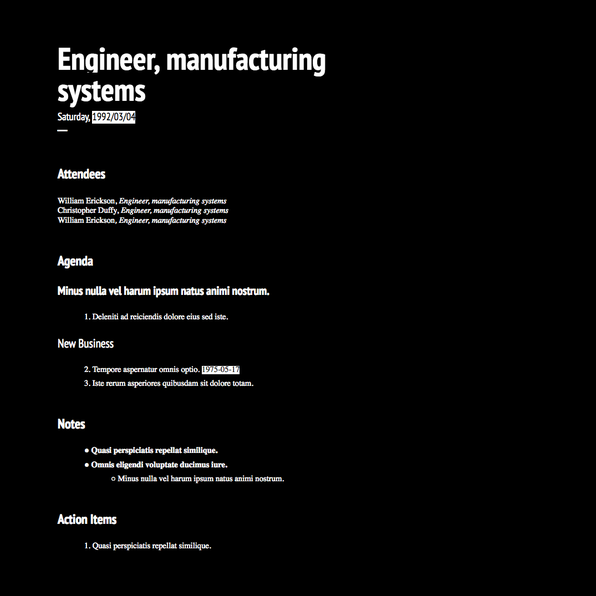 Engineer, manufacturing
systems
Saturday, 1992/03/04
Attendees
William Erickson, Engineer, manufacturing systems
Christopher Duffy, Engineer, manufacturing systems
William Erickson, Engineer, manufacturing systems
Agenda
Minus nulla vel harum ipsum natus animi nostrum.
1. Deleniti ad reiciendis dolore eius sed iste.
New Business
2. Tempore aspernatur omnis optio. 1975-05-17
3. Iste rerum asperiores quibusdam sit dolore totam.
Notes
● Quasi perspiciatis repellat similique.
● Omnis eligendi voluptate ducimus iure.
○ Minus nulla vel harum ipsum natus animi nostrum.
Action Items
1. Quasi perspiciatis repellat similique.